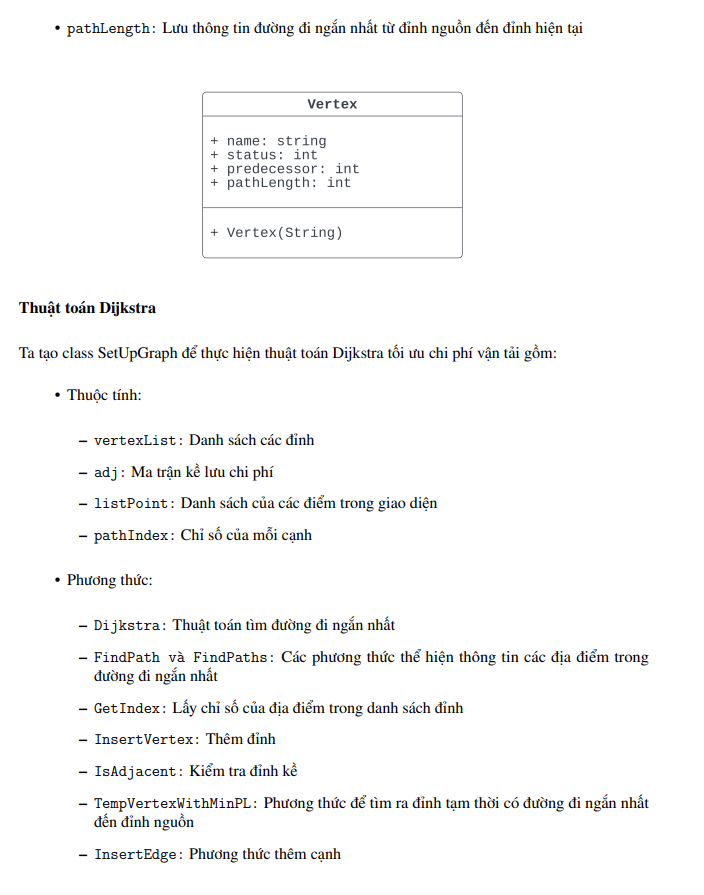 • pathLength: Lưu thông tin đường đi ngắn nhất từ đỉnh nguồn đến đỉnh hiện tại
Vertex
+ name: string
+ status: int
+ predecessor: int
+ pathLength: int
+ Vertex(String)
Thuật toán Dijkstra
Ta tạo class SetUpGraph để thực hiện thuật toán Dijkstra tối ưu chi phí vận tải gồm:
• Thuộc tính:
– vertexList: Danh sách các đỉnh
– adj: Ma trận kề lưu chi phí
– listPoint: Danh sách của các điểm trong giao diện
– pathIndex: Chỉ số của mỗi cạnh
• Phương thức:
– Dijkstra: Thuật toán tìm đường đi ngắn nhất
– FindPath và FindPaths: Các phương thức thể hiện thông tin các địa điểm trong
đường đi ngắn nhất
– GetIndex: Lấy chỉ số của địa điểm trong danh sách đỉnh
– InsertVertex: Thêm đỉnh
– IsAdjacent: Kiểm tra đỉnh kề
– TempVertexWithMinPL: Phương thức để tìm ra đỉnh tạm thời có đường đi ngắn nhất
đến đỉnh nguồn
– InsertEdge: Phương thức thêm cạnh